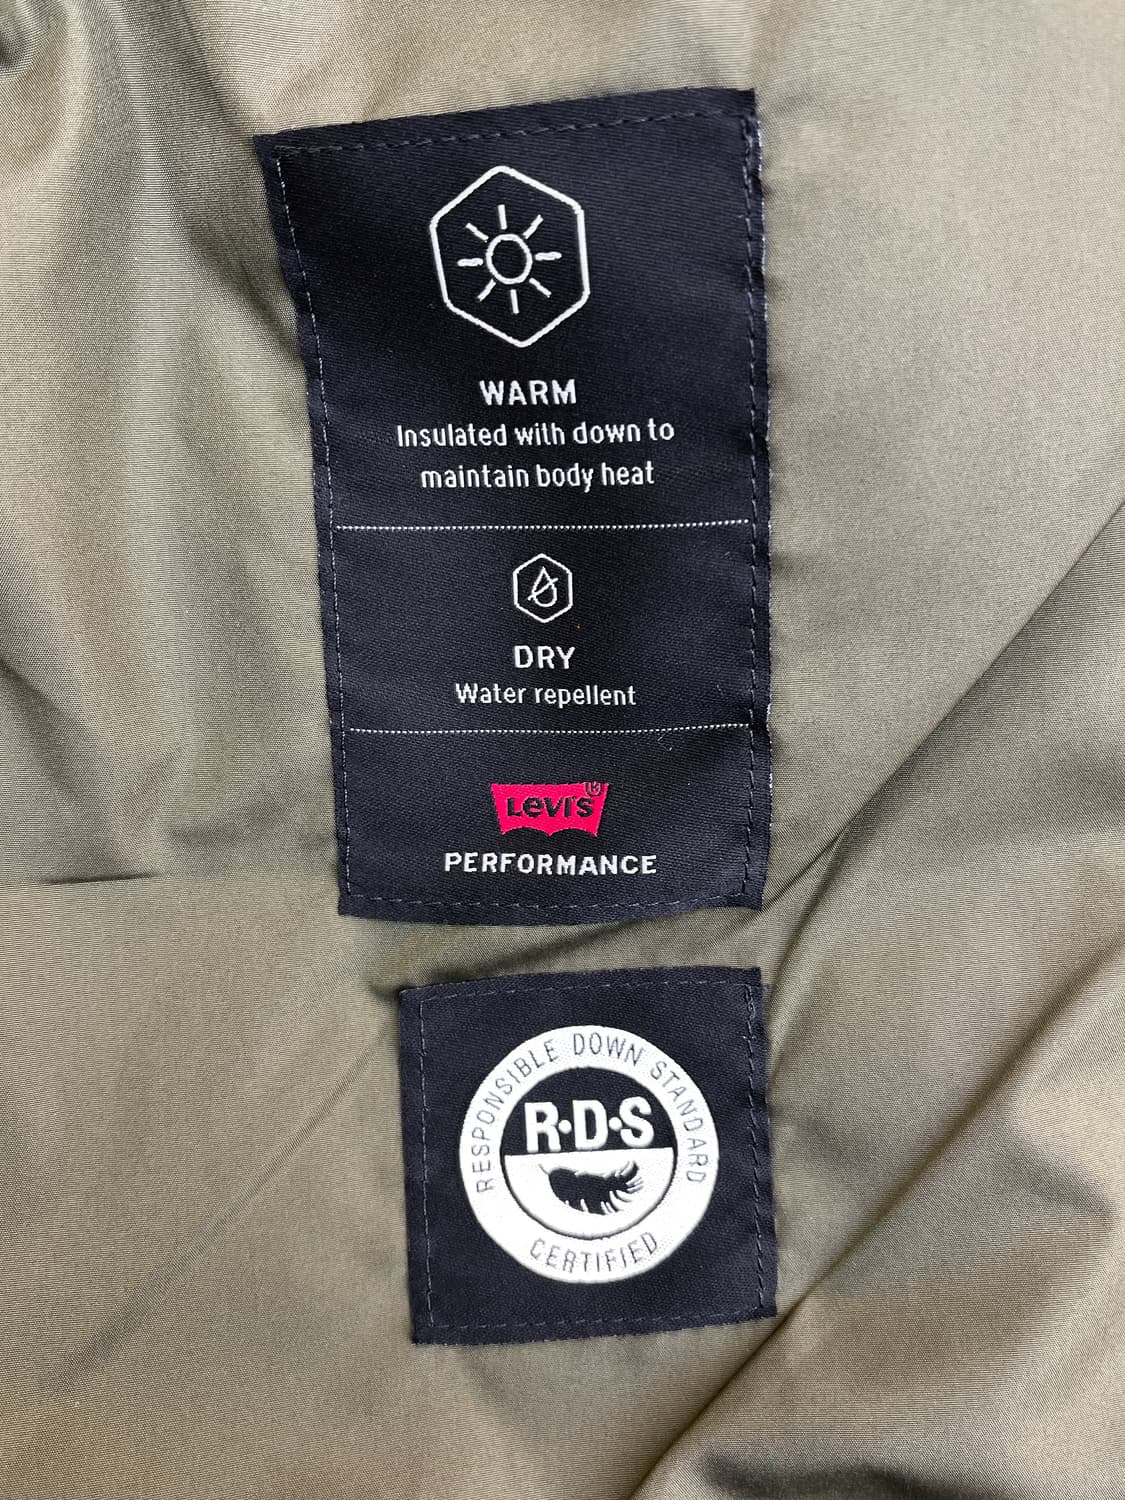 WARM
Insulated with down to
maintain body heat
DRY
Water repellent
Levi's®
PERFORMANCE
RESPONSIBLE DOWN STANDARD
R·D·S
CERTIFIED